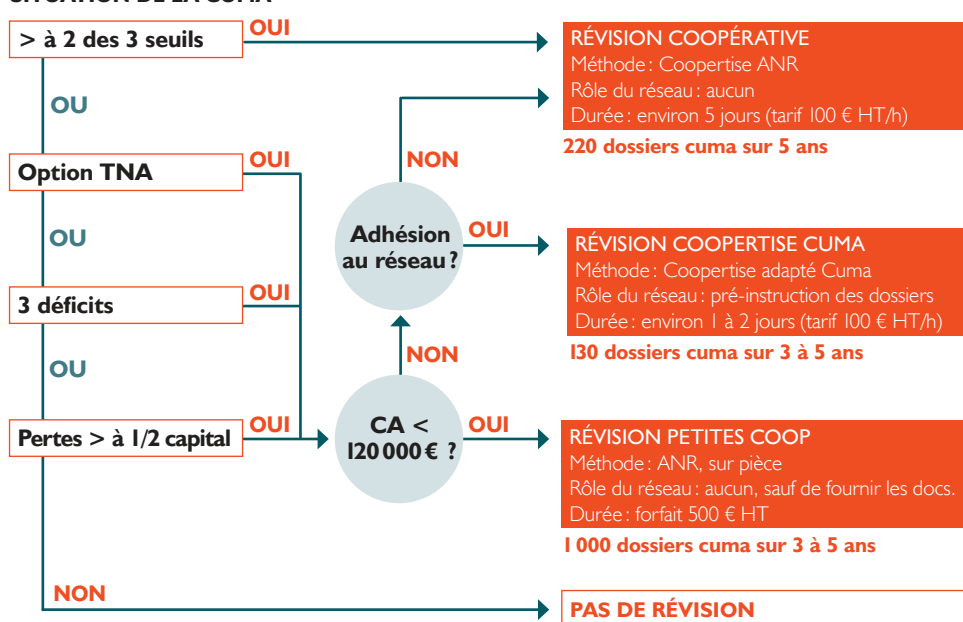 SITUATION DE LA CUMA
> à 2 des 3 seuils
OUI
RÉVISION COOPÉRATIVE
Méthode : Coopertise ANR
Rôle du réseau : aucun
Durée : environ 5 jours (tarif 100 € HT/h)
220 dossiers cuma sur 5 ans
OU
Option TNA
OUI
NON
OU
Adhésion
au réseau ?
OUI
RÉVISION COOPERTISE CUMA
Méthode : Coopertise adapté Cuma
Rôle du réseau : pré-instruction des dossiers
Durée : environ 1 à 2 jours (tarif 100 € HT/h)
130 dossiers cuma sur 3 à 5 ans
3 déficits
OUI
OU
NON
Pertes > à 1/2 capital
OUI
CA <
120 000 € ?
OUI
RÉVISION PETITES COOP
Méthode : ANR, sur pièce
Rôle du réseau : aucun, sauf de fournir les docs.
Durée : forfait 500 € HT
1 000 dossiers cuma sur 3 à 5 ans
NON
PAS DE RÉVISION